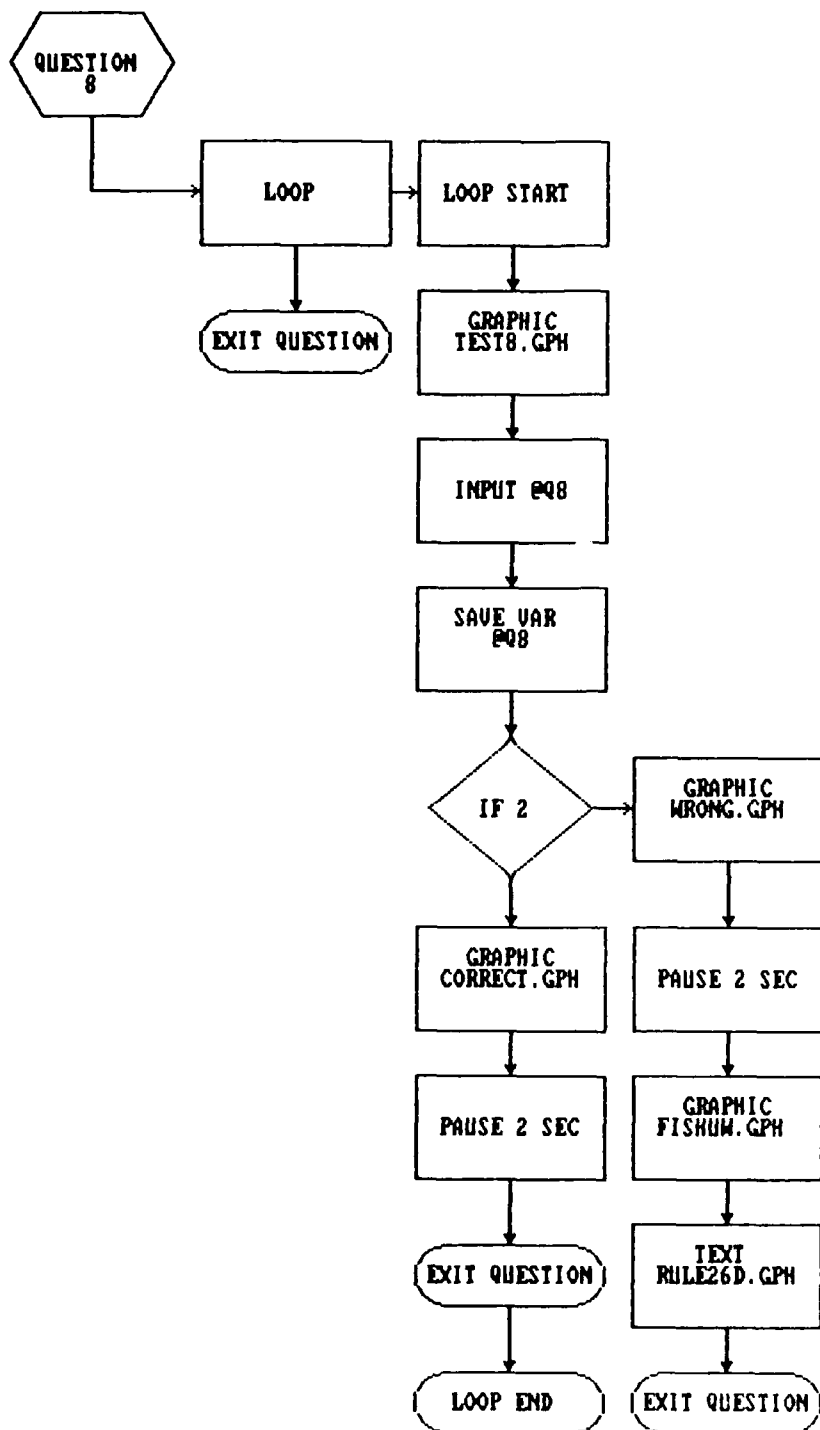 QUESTION
8
LOOP
LOOP START
EXIT QUESTION
GRAPHIC
TEST8.GPH
INPUT @Q8
SAVE VAR
@Q8
IF 2
GRAPHIC
WRONG.GPH
GRAPHIC
CORRECT.GPH
PAUSE 2 SEC
PAUSE 2 SEC
GRAPHIC
FISHUW.GPH
EXIT QUESTION
TEXT
RULE26D.GPH
LOOP END
EXIT QUESTION